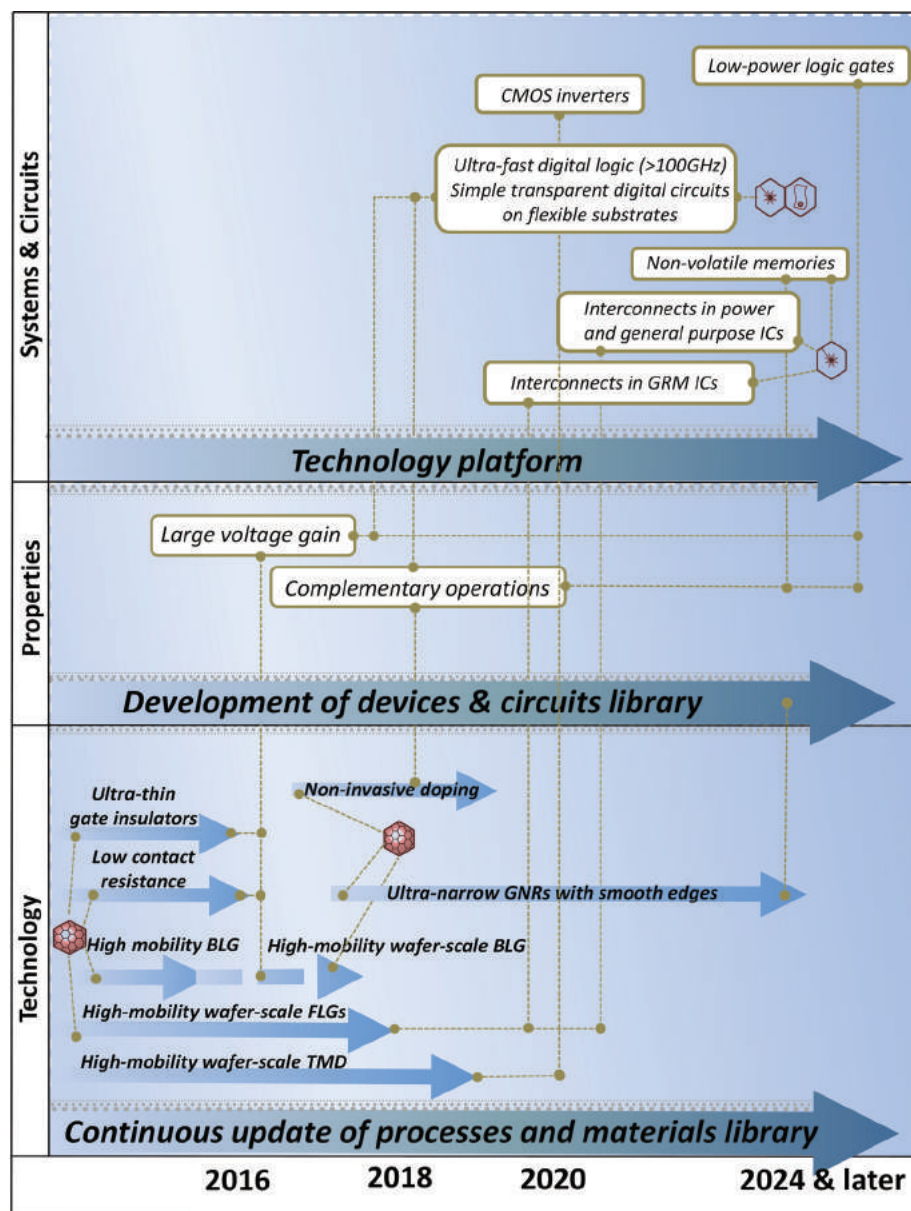 Systems & Circuits
Low-power logic gates
CMOS inverters
Ultra-fast digital logic (>100GHz)
Simple transparent digital circuits
on flexible substrates
Non-volatile memories
Interconnects in power
and general purpose ICs
Interconnects in GRM ICs
Technology platform
Properties
Large voltage gain
Complementary operations
Development of devices & circuits library
Technology
Ultra-thin
gate insulators
Non-invasive doping
Low contact
resistance
Ultra-narrow GNRs with smooth edges
High mobility BLG
High-mobility wafer-scale BLG
High-mobility wafer-scale FLGs
High-mobility wafer-scale TMD
Continuous update of processes and materials library
2016 2018 2020 2024 & later